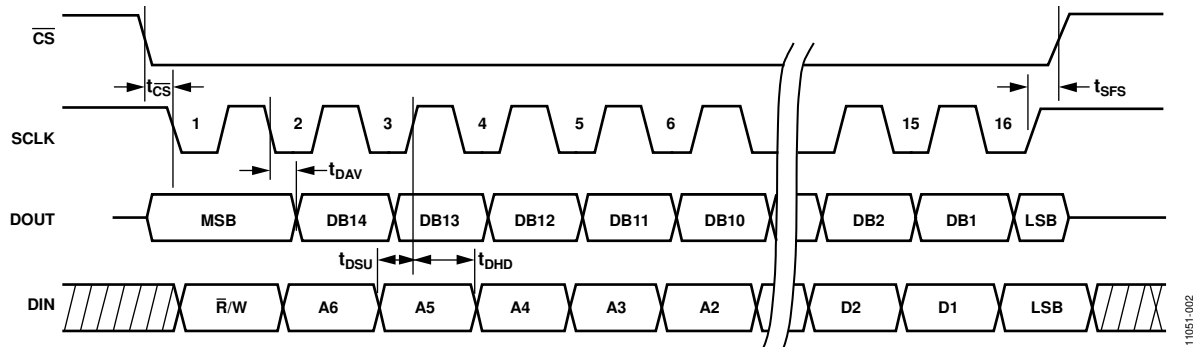 CS
tCS
tSFS
SCLK
1
2
3
4
5
6
15
16
tDAV
DOUT
MSB
DB14
DB13
DB12
DB11
DB10
DB2
DB1
LSB
tDSU
tDHD
DIN
R/W
A6
A5
A4
A3
A2
D2
D1
LSB
11051-002